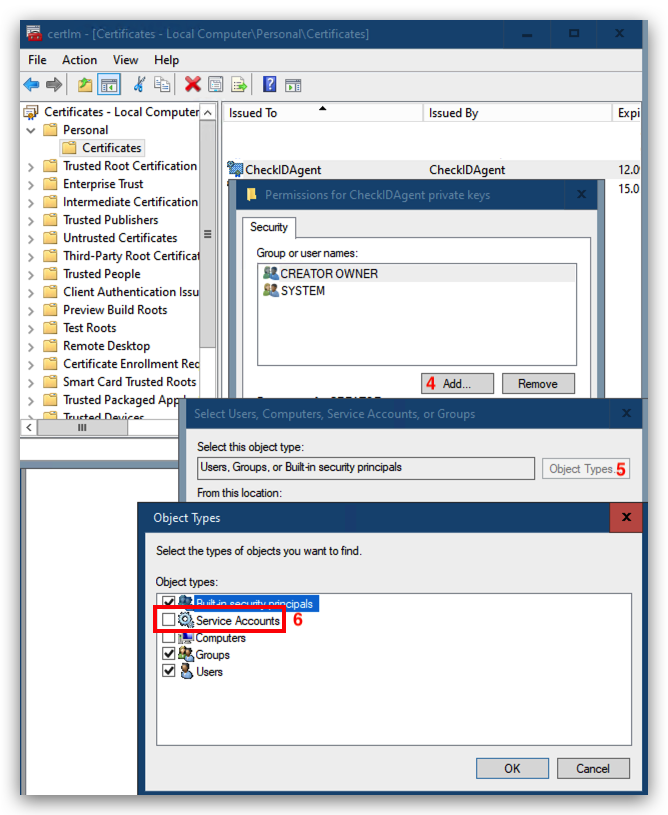 certlm - [Certificates - Local Computer\Personal\Certificates]
File Action View Help
Certificates - Local Computer
Personal
Certificates
Trusted Root Certification
Enterprise Trust
Intermediate Certification
Trusted Publishers
Untrusted Certificates
Third-Party Root Certificat
Trusted People
Client Authentication Issu
Preview Build Roots
Test Roots
Remote Desktop
Certificate Enrollment Req
Smart Card Trusted Roots
Trusted Packaged App
Trusted Devices
Issued To Issued By Expi
CheckIDAgent CheckIDAgent 12.0
15.0
Permissions for CheckIDAgent private keys
Security
Group or user names:
CREATOR OWNER
SYSTEM
4 Add... Remove
Select Users, Computers, Service Accounts, or Groups
Select this object type:
Users, Groups, or Built-in security principals
Object Types. 5
From this location:
Object Types
Select the types of objects you want to find.
Object types:
Built-in security principals
Service Accounts 6
Computers
Groups
Users
OK Cancel